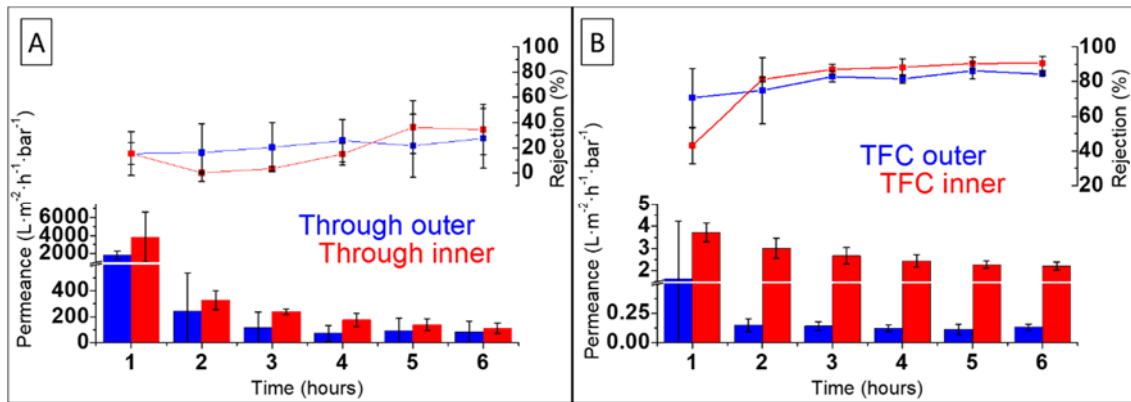 A
100
80
60
40
20
0
Rejection (%)
Permeance (L·m⁻²·h⁻¹·bar⁻¹)
6000
4000
2000
400
200
0
Through outer
Through inner
1 2 3 4 5 6
Time (hours)
B
100
80
60
40
20
Rejection (%)
TFC outer
TFC inner
Permeance (L·m⁻²·h⁻¹·bar⁻¹)
5
4
3
2
0.25
0.00
1 2 3 4 5 6
Time (hours)